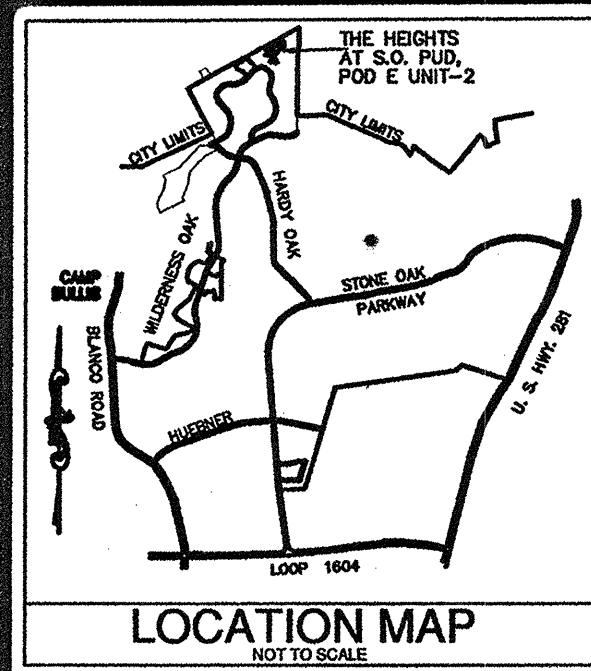 THE HEIGHTS
AT S.O. PUD,
POD E UNIT-2
CITY LIMITS
CITY LIMITS
HARDY OAK
WILDERNESS OAK
CAMP
BULLIS
STONE OAK
PARKWAY
BLANCO ROAD
U. S. HWY. 281
HUEBNER
LOOP 1604
LOCATION MAP
NOT TO SCALE